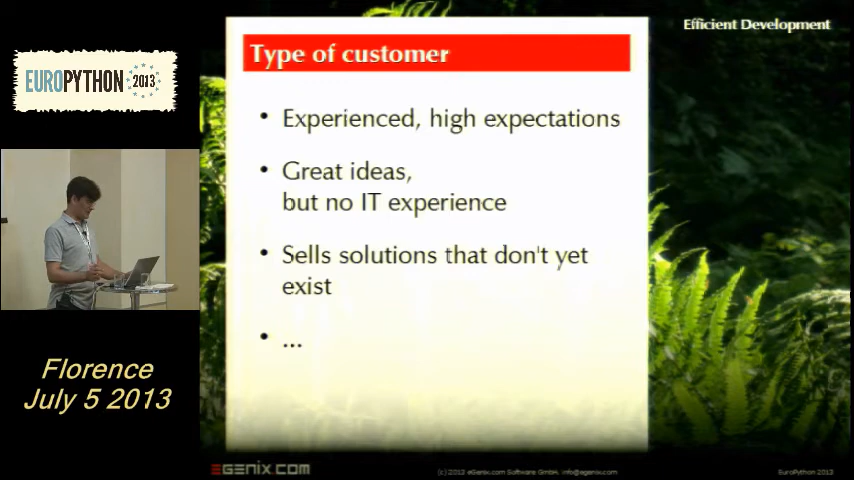 Efficient Development
EUROPYTHON 2013
Type of customer
• Experienced, high expectations
• Great ideas,
but no IT experience
• Sells solutions that don't yet
exist
• ...
Florence
July 5 2013
EGENIX.COM
(c) 2013 eGenix.com Software GmbH, info@egenix.com
EuroPython 2013